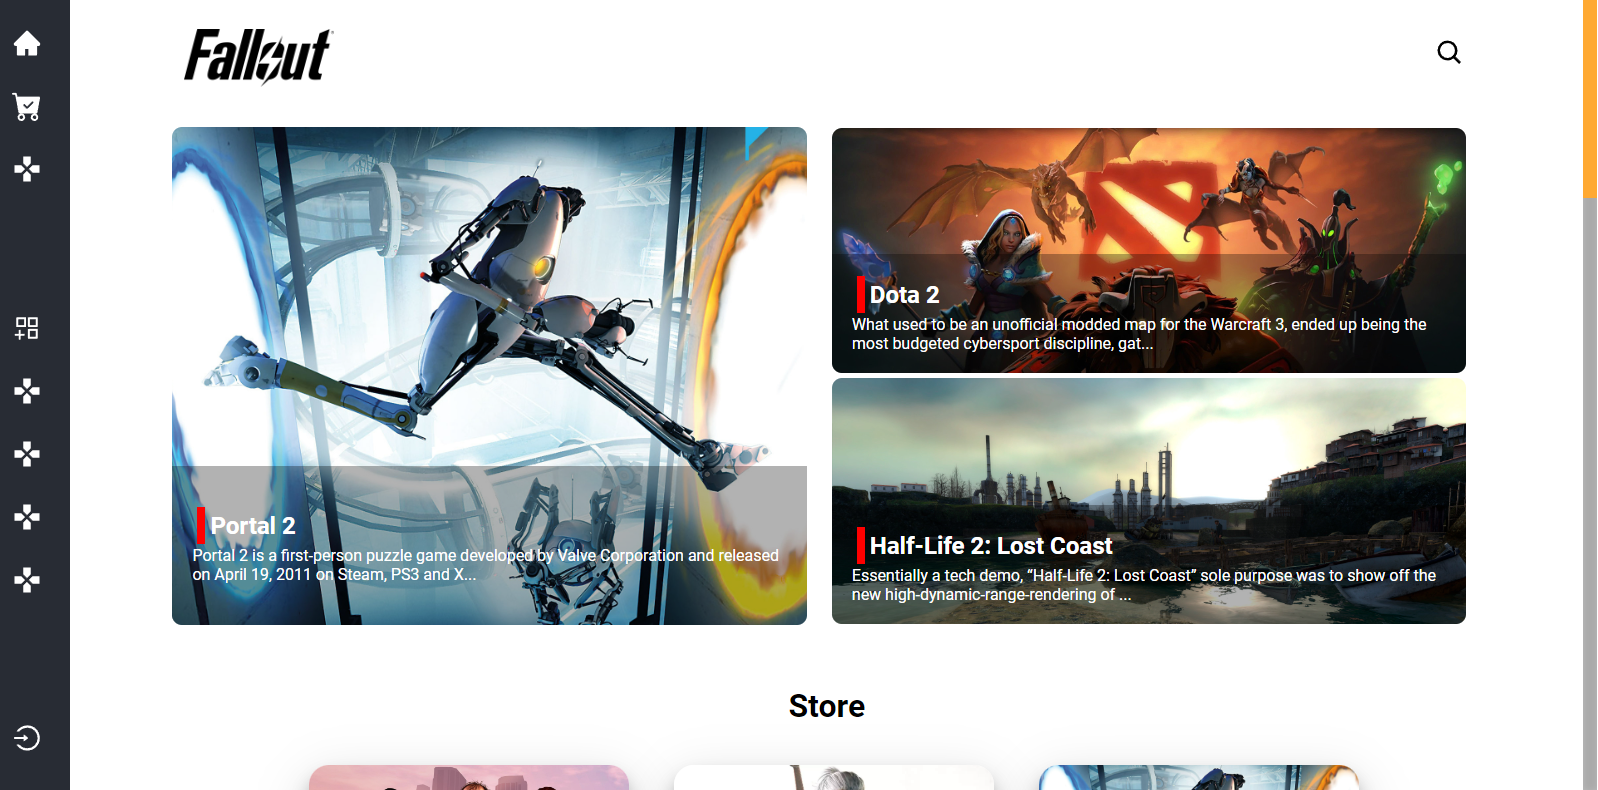 Fallout
Portal 2
Portal 2 is a first-person puzzle game developed by Valve Corporation and released
on April 19, 2011 on Steam, PS3 and X...
Dota 2
What used to be an unofficial modded map for the Warcraft 3, ended up being the
most budgeted cybersport discipline, gat...
Half-Life 2: Lost Coast
Essentially a tech demo, “Half-Life 2: Lost Coast” sole purpose was to show off the
new high-dynamic-range-rendering of ...
Store